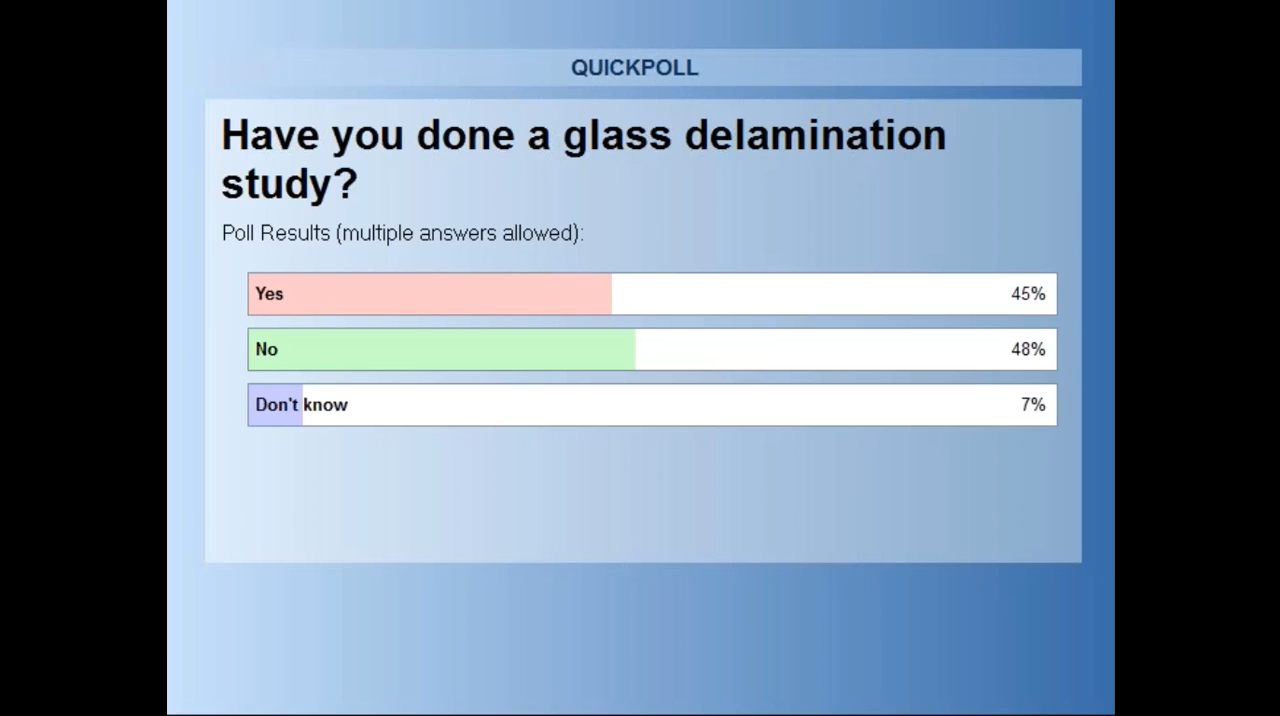 QUICKPOLL
Have you done a glass delamination
study?
Poll Results (multiple answers allowed):
Yes 45%
No 48%
Don't know 7%